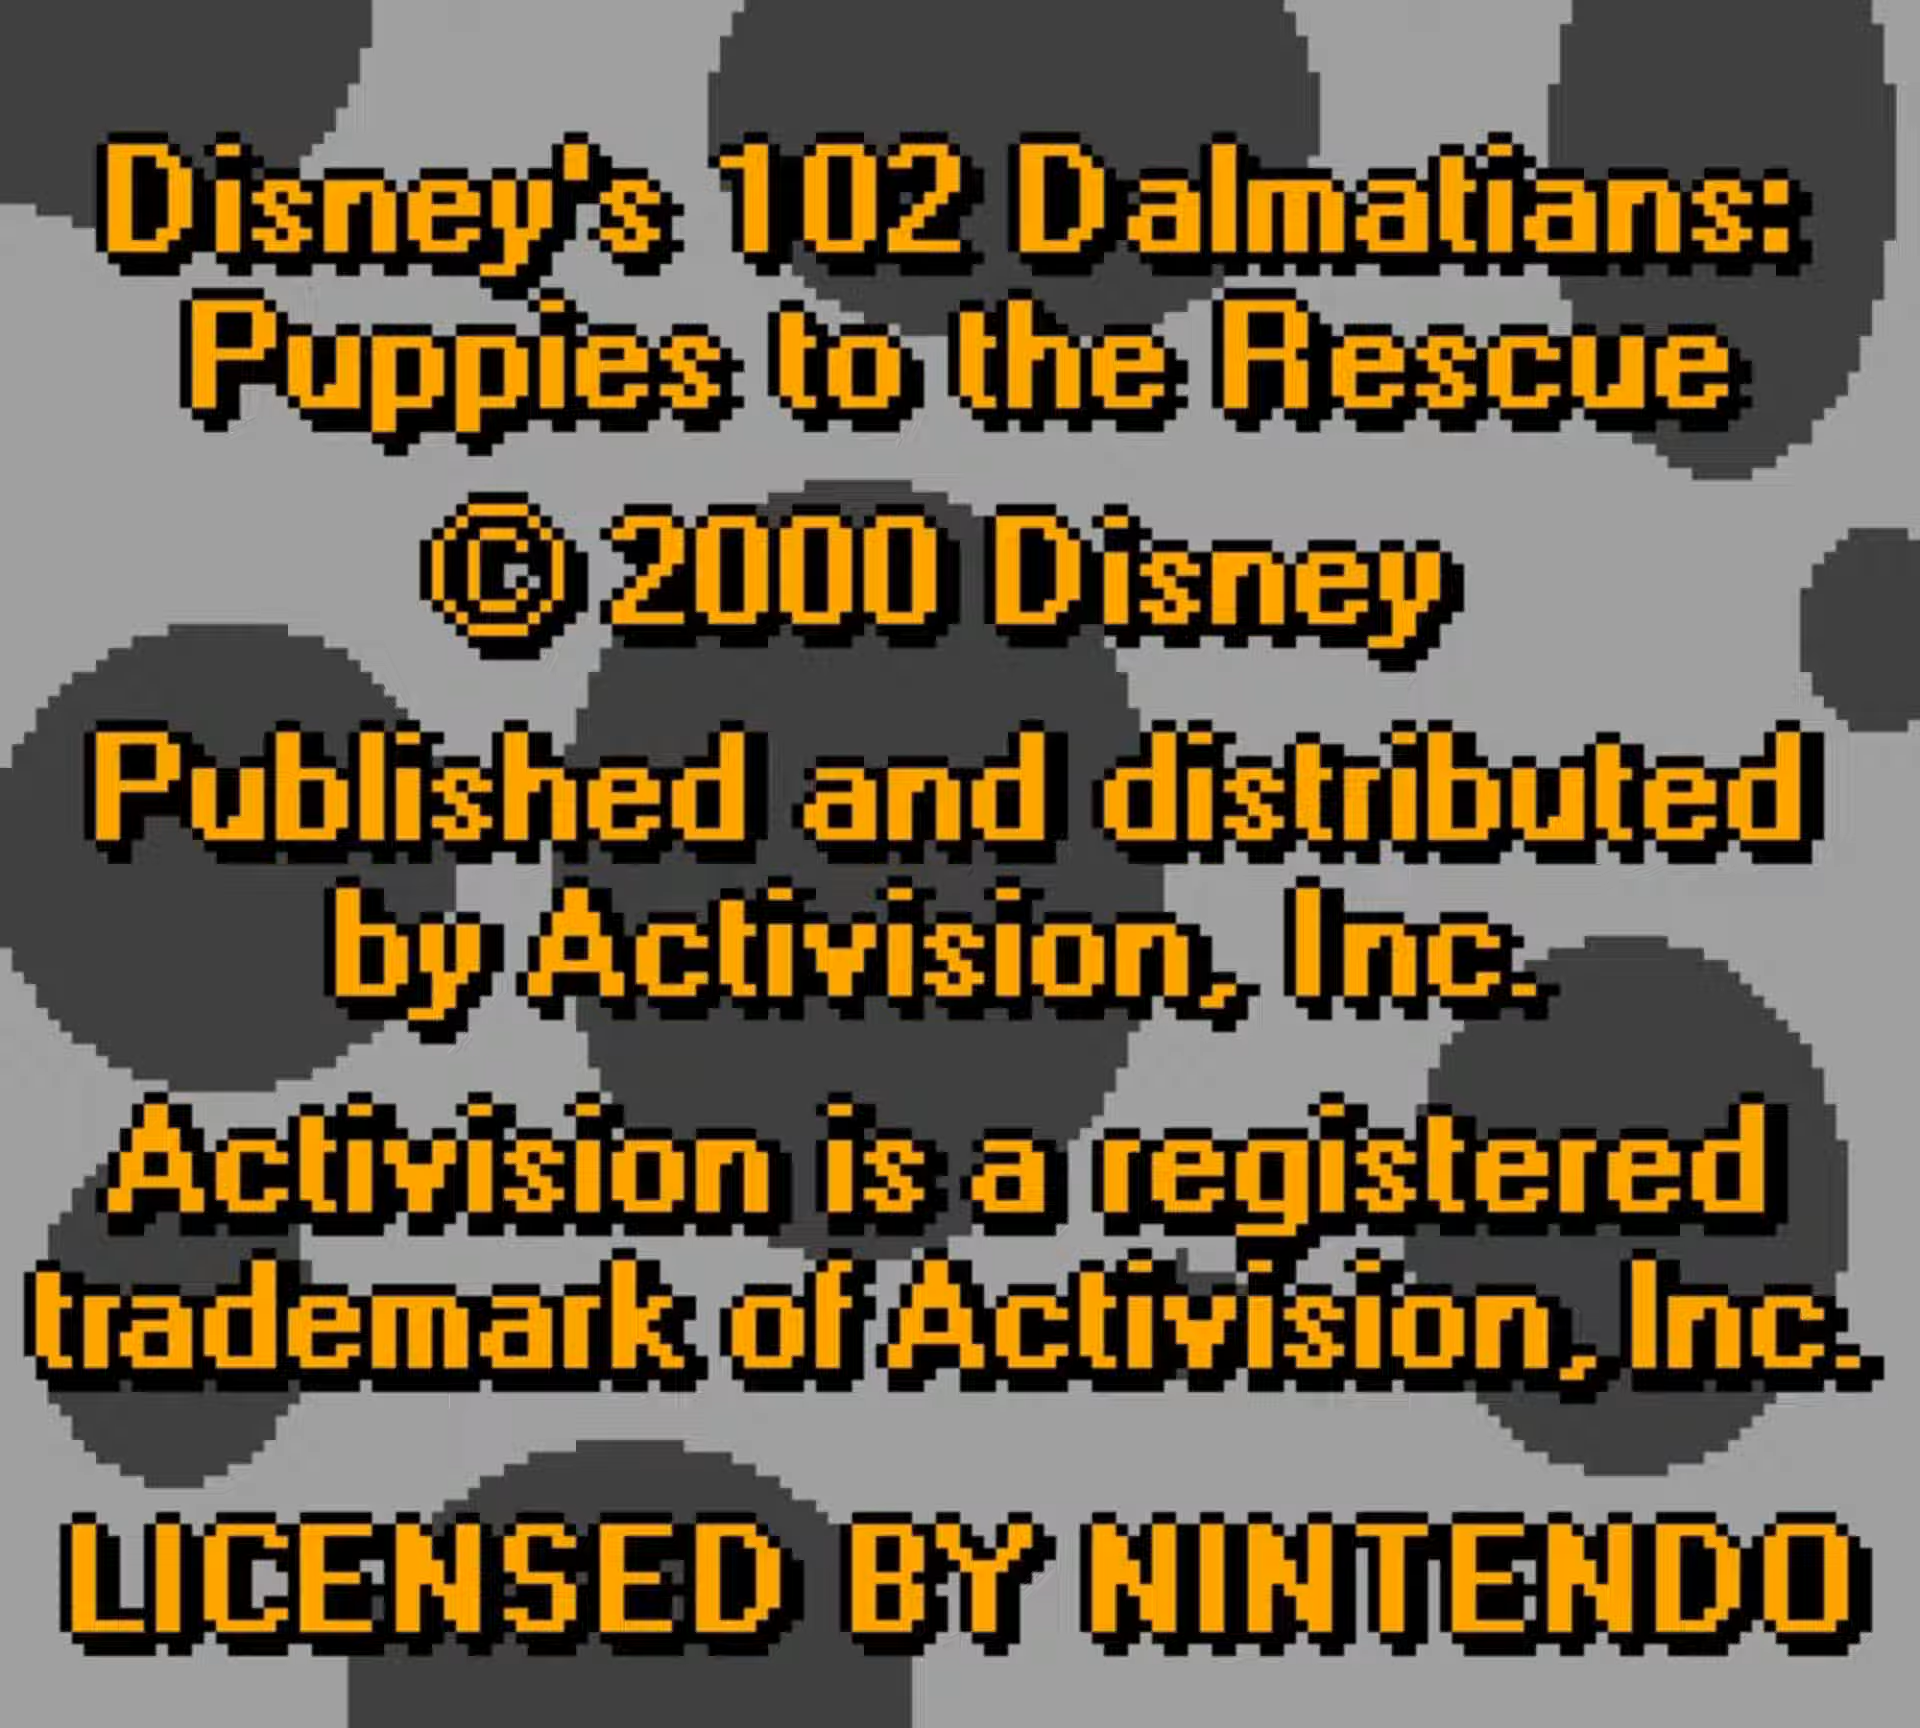 Disney's 102 Dalmatians:
Puppies to the Rescue
© 2000 Disney
Published and distributed
by Activision, Inc.
Activision is a registered
trademark of Activision, Inc.
LICENSED BY NINTENDO